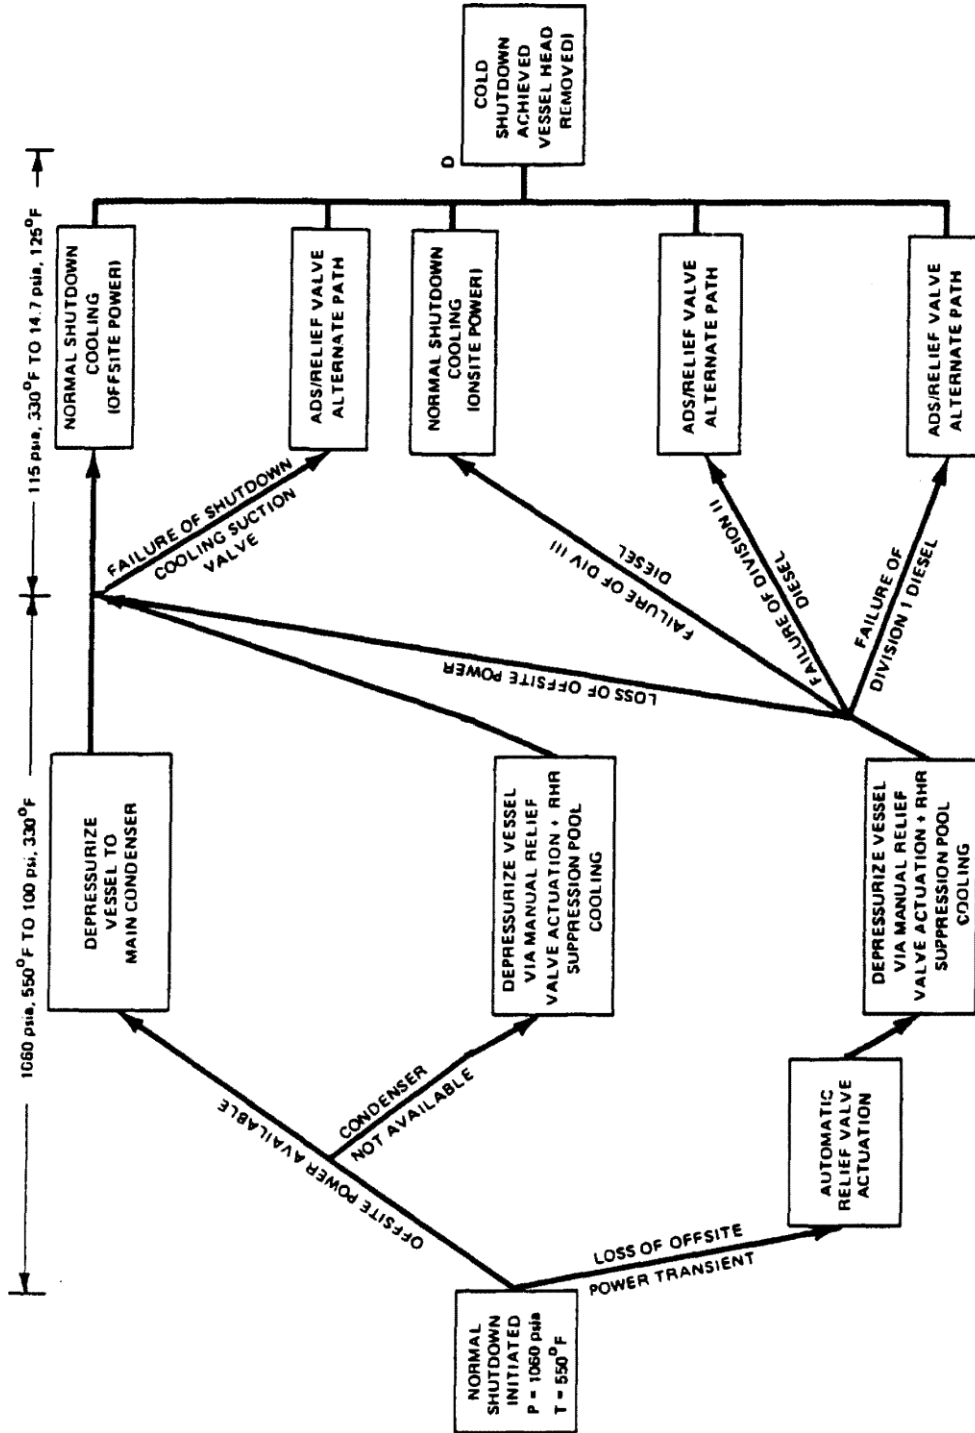 1060 psia, 550°F TO 100 psi, 330°F
115 psia, 330°F TO 14.7 psia, 125°F
NORMAL
SHUTDOWN
INITIATED
P = 1060 psia
T = 550°F
OFFSITE POWER AVAILABLE
CONDENSER
NOT AVAILABLE
LOSS OF OFFSITE
POWER TRANSIENT
AUTOMATIC
RELIEF VALVE
ACTUATION
DEPRESSURIZE
VESSEL TO
MAIN CONDENSER
DEPRESSURIZE VESSEL
VIA MANUAL RELIEF
VALVE ACTUATION + RHR
SUPPRESSION POOL
COOLING
DEPRESSURIZE VESSEL
VIA MANUAL RELIEF
VALVE ACTUATION + RHR
SUPPRESSION POOL
COOLING
FAILURE OF SHUTDOWN
COOLING SUCTION
VALVE
LOSS OF OFFSITE POWER
FAILURE OF DIV III
DIESEL
FAILURE OF DIVISION II
DIESEL
FAILURE OF
DIVISION 1 DIESEL
NORMAL SHUTDOWN
COOLING
(OFFSITE POWER)
ADS/RELIEF VALVE
ALTERNATE PATH
NORMAL SHUTDOWN
COOLING
(ONSITE POWER)
ADS/RELIEF VALVE
ALTERNATE PATH
ADS/RELIEF VALVE
ALTERNATE PATH
D
COLD
SHUTDOWN
ACHIEVED
VESSEL HEAD
REMOVED)